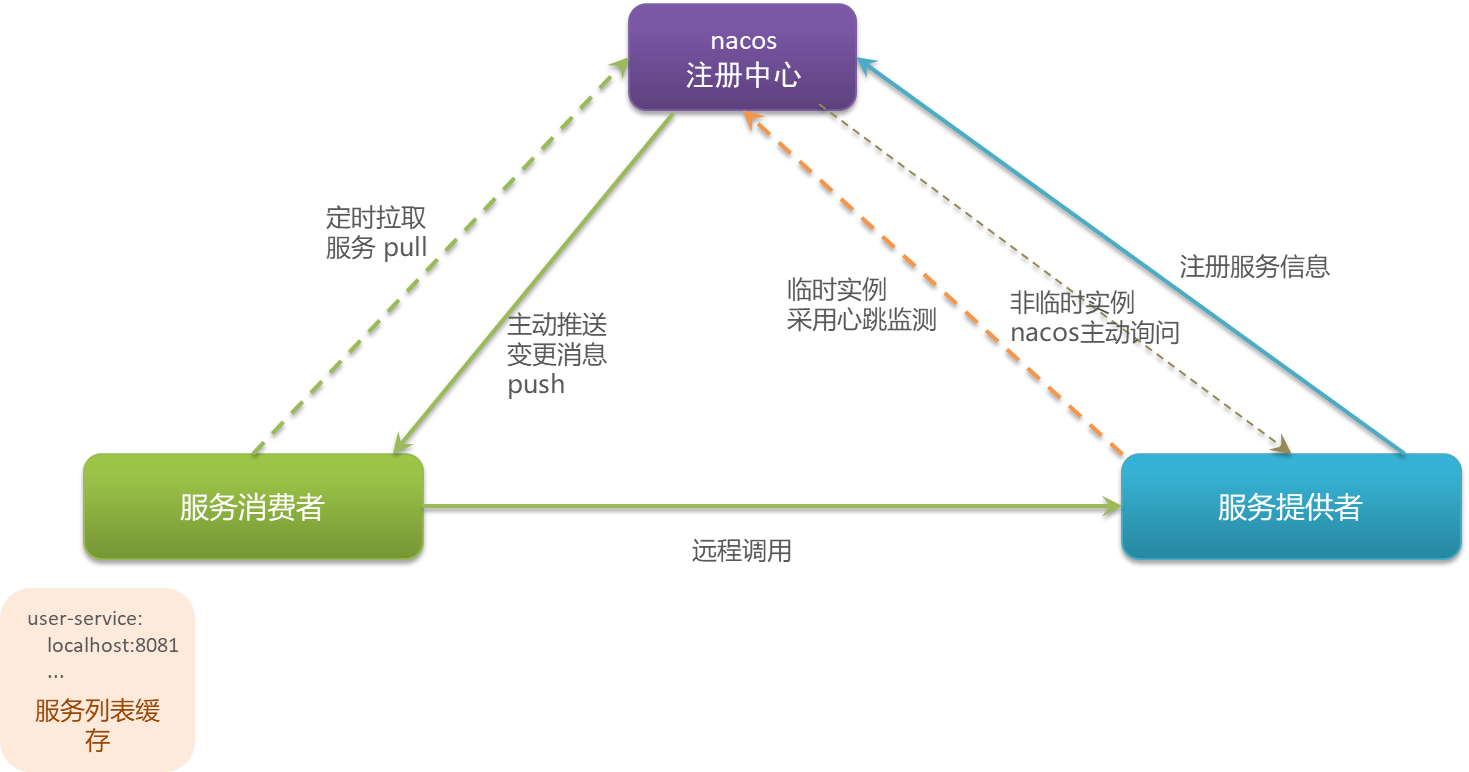 nacos
注册中心
定时拉取
服务 pull
主动推送
变更消息
push
临时实例
采用心跳监测
非临时实例
nacos主动询问
注册服务信息
服务消费者
服务提供者
远程调用
user-service:
localhost:8081
...
服务列表缓
存